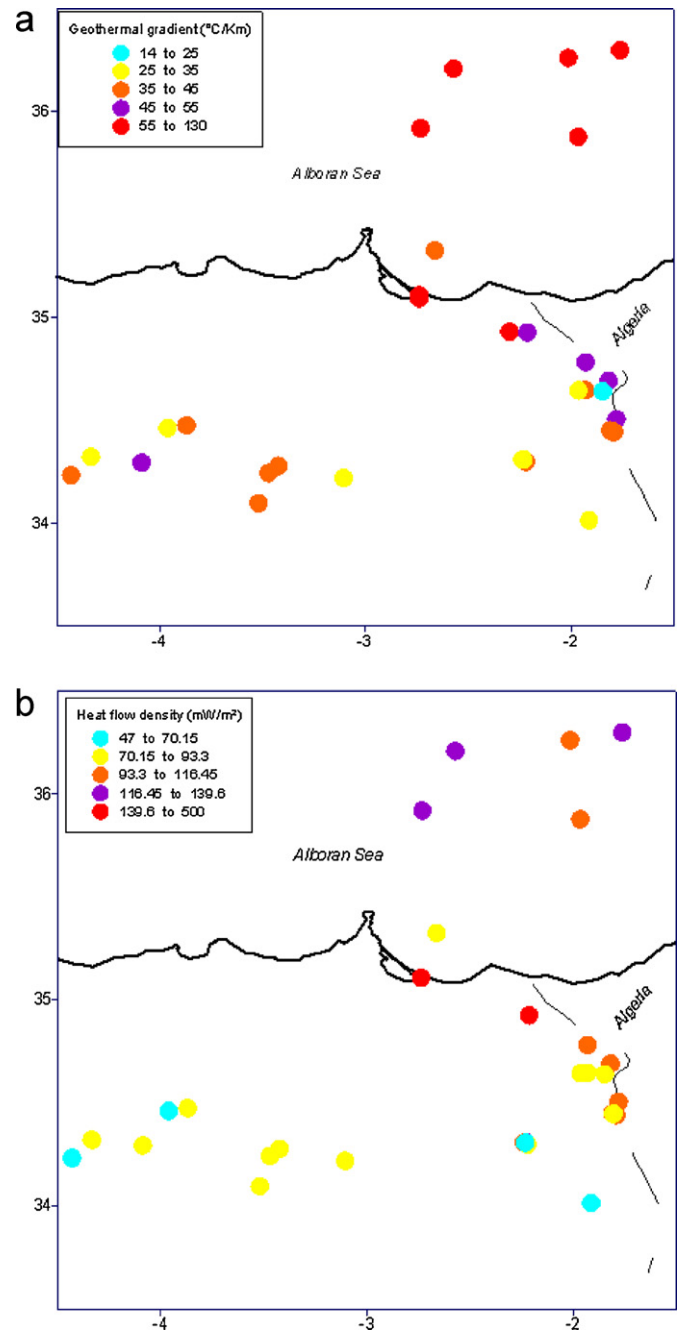 a
Geothermal gradient (°C/Km)
14 to 25
25 to 35
35 to 45
45 to 55
55 to 130
36
Alboran Sea
35
Algeria
34
-4
-3
-2
b
Heat flow density (mW/m²)
47 to 70.15
70.15 to 93.3
93.3 to 116.45
116.45 to 139.6
139.6 to 500
36
Alboran Sea
35
Algeria
34
-4
-3
-2